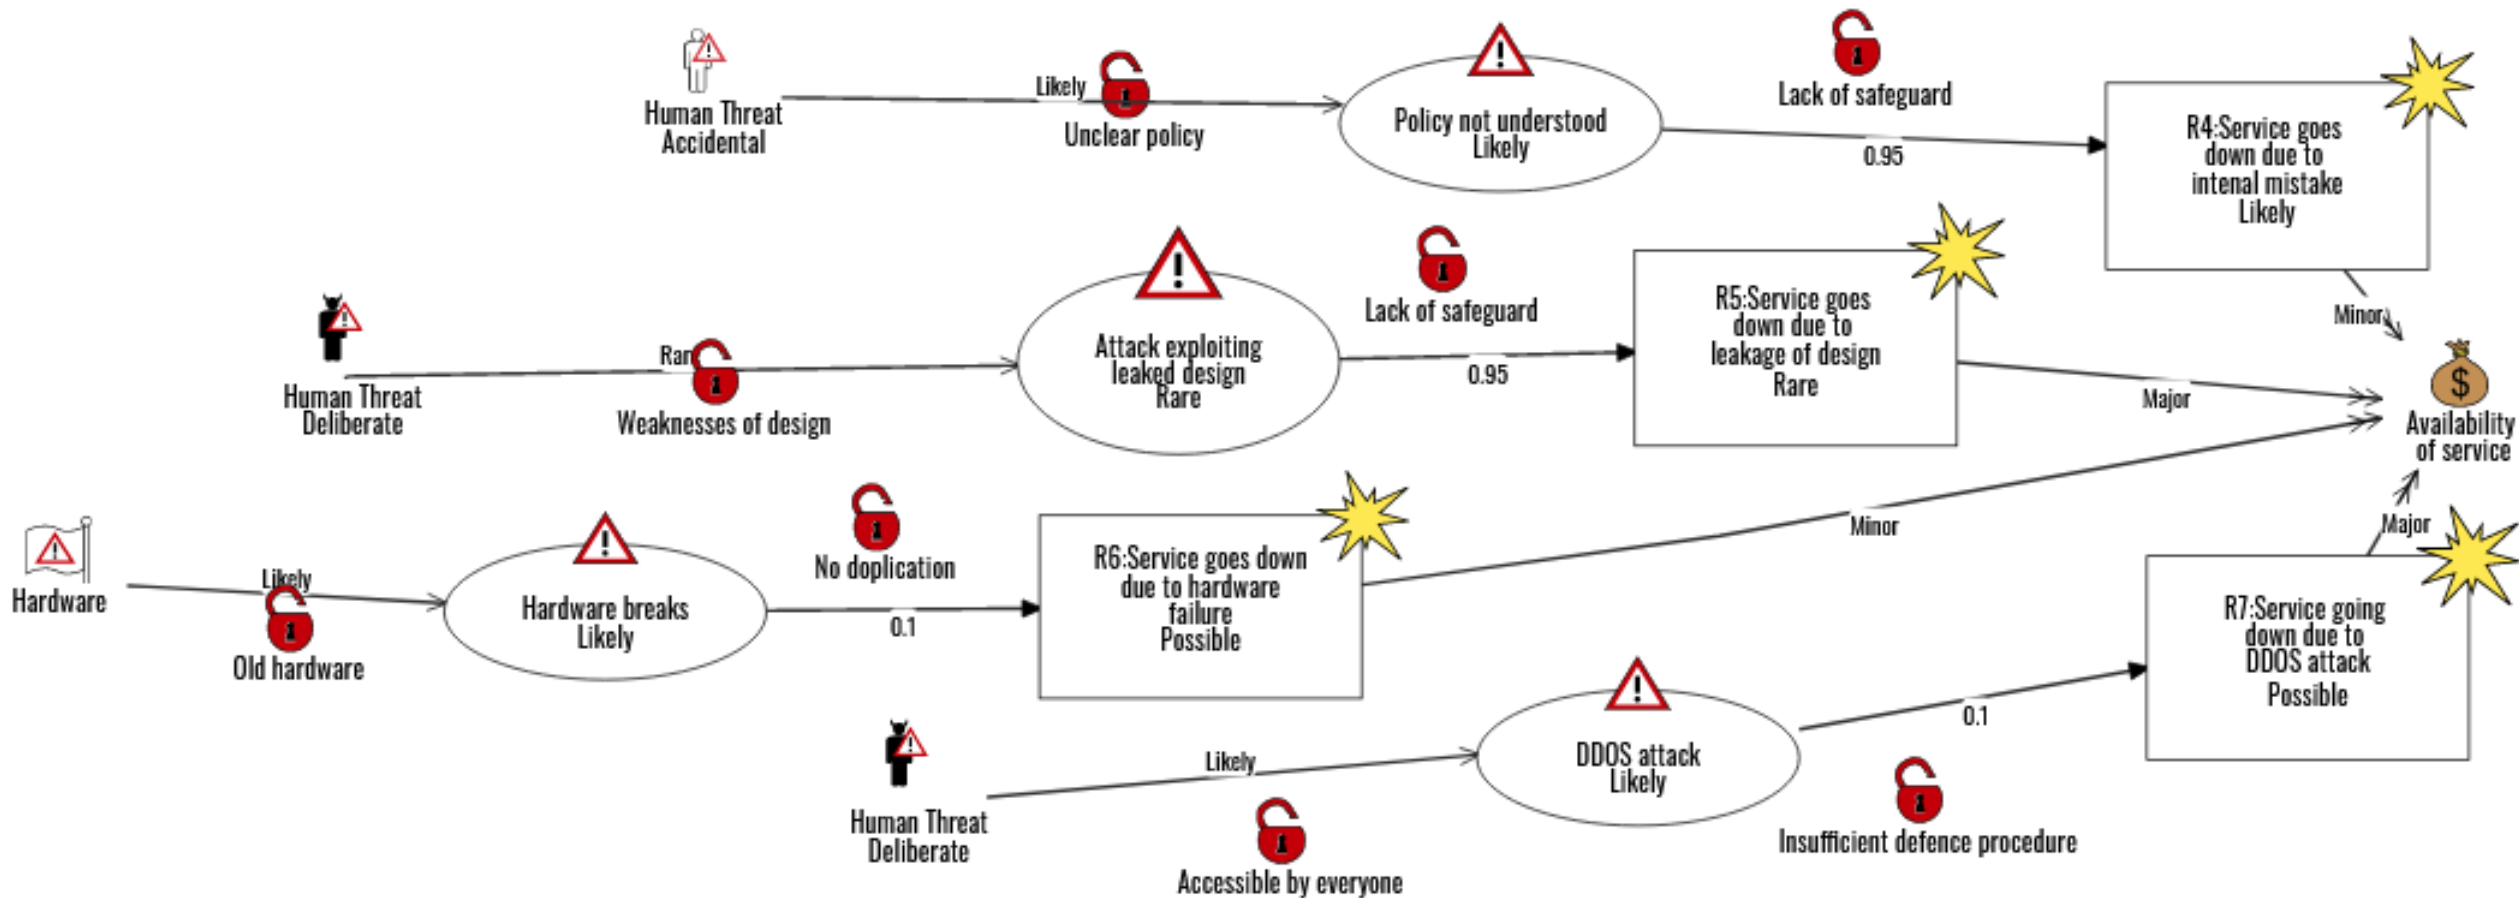 Human Threat
Accidental
Likely
Unclear policy
Policy not understood
Likely
Lack of safeguard
0.95
R4:Service goes
down due to
intenal mistake
Likely
Minor
Human Threat
Deliberate
Rar
Weaknesses of design
Attack exploiting
leaked design
Rare
Lack of safeguard
0.95
R5:Service goes
down due to
leakage of design
Rare
Major
$
Availability
of service
Hardware
Likely
Old hardware
Hardware breaks
Likely
No doplication
0.1
R6:Service goes down
due to hardware
failure
Possible
Minor
Human Threat
Deliberate
Likely
Accessible by everyone
DDOS attack
Likely
Insufficient defence procedure
0.1
R7:Service going
down due to
DDOS attack
Possible
Major